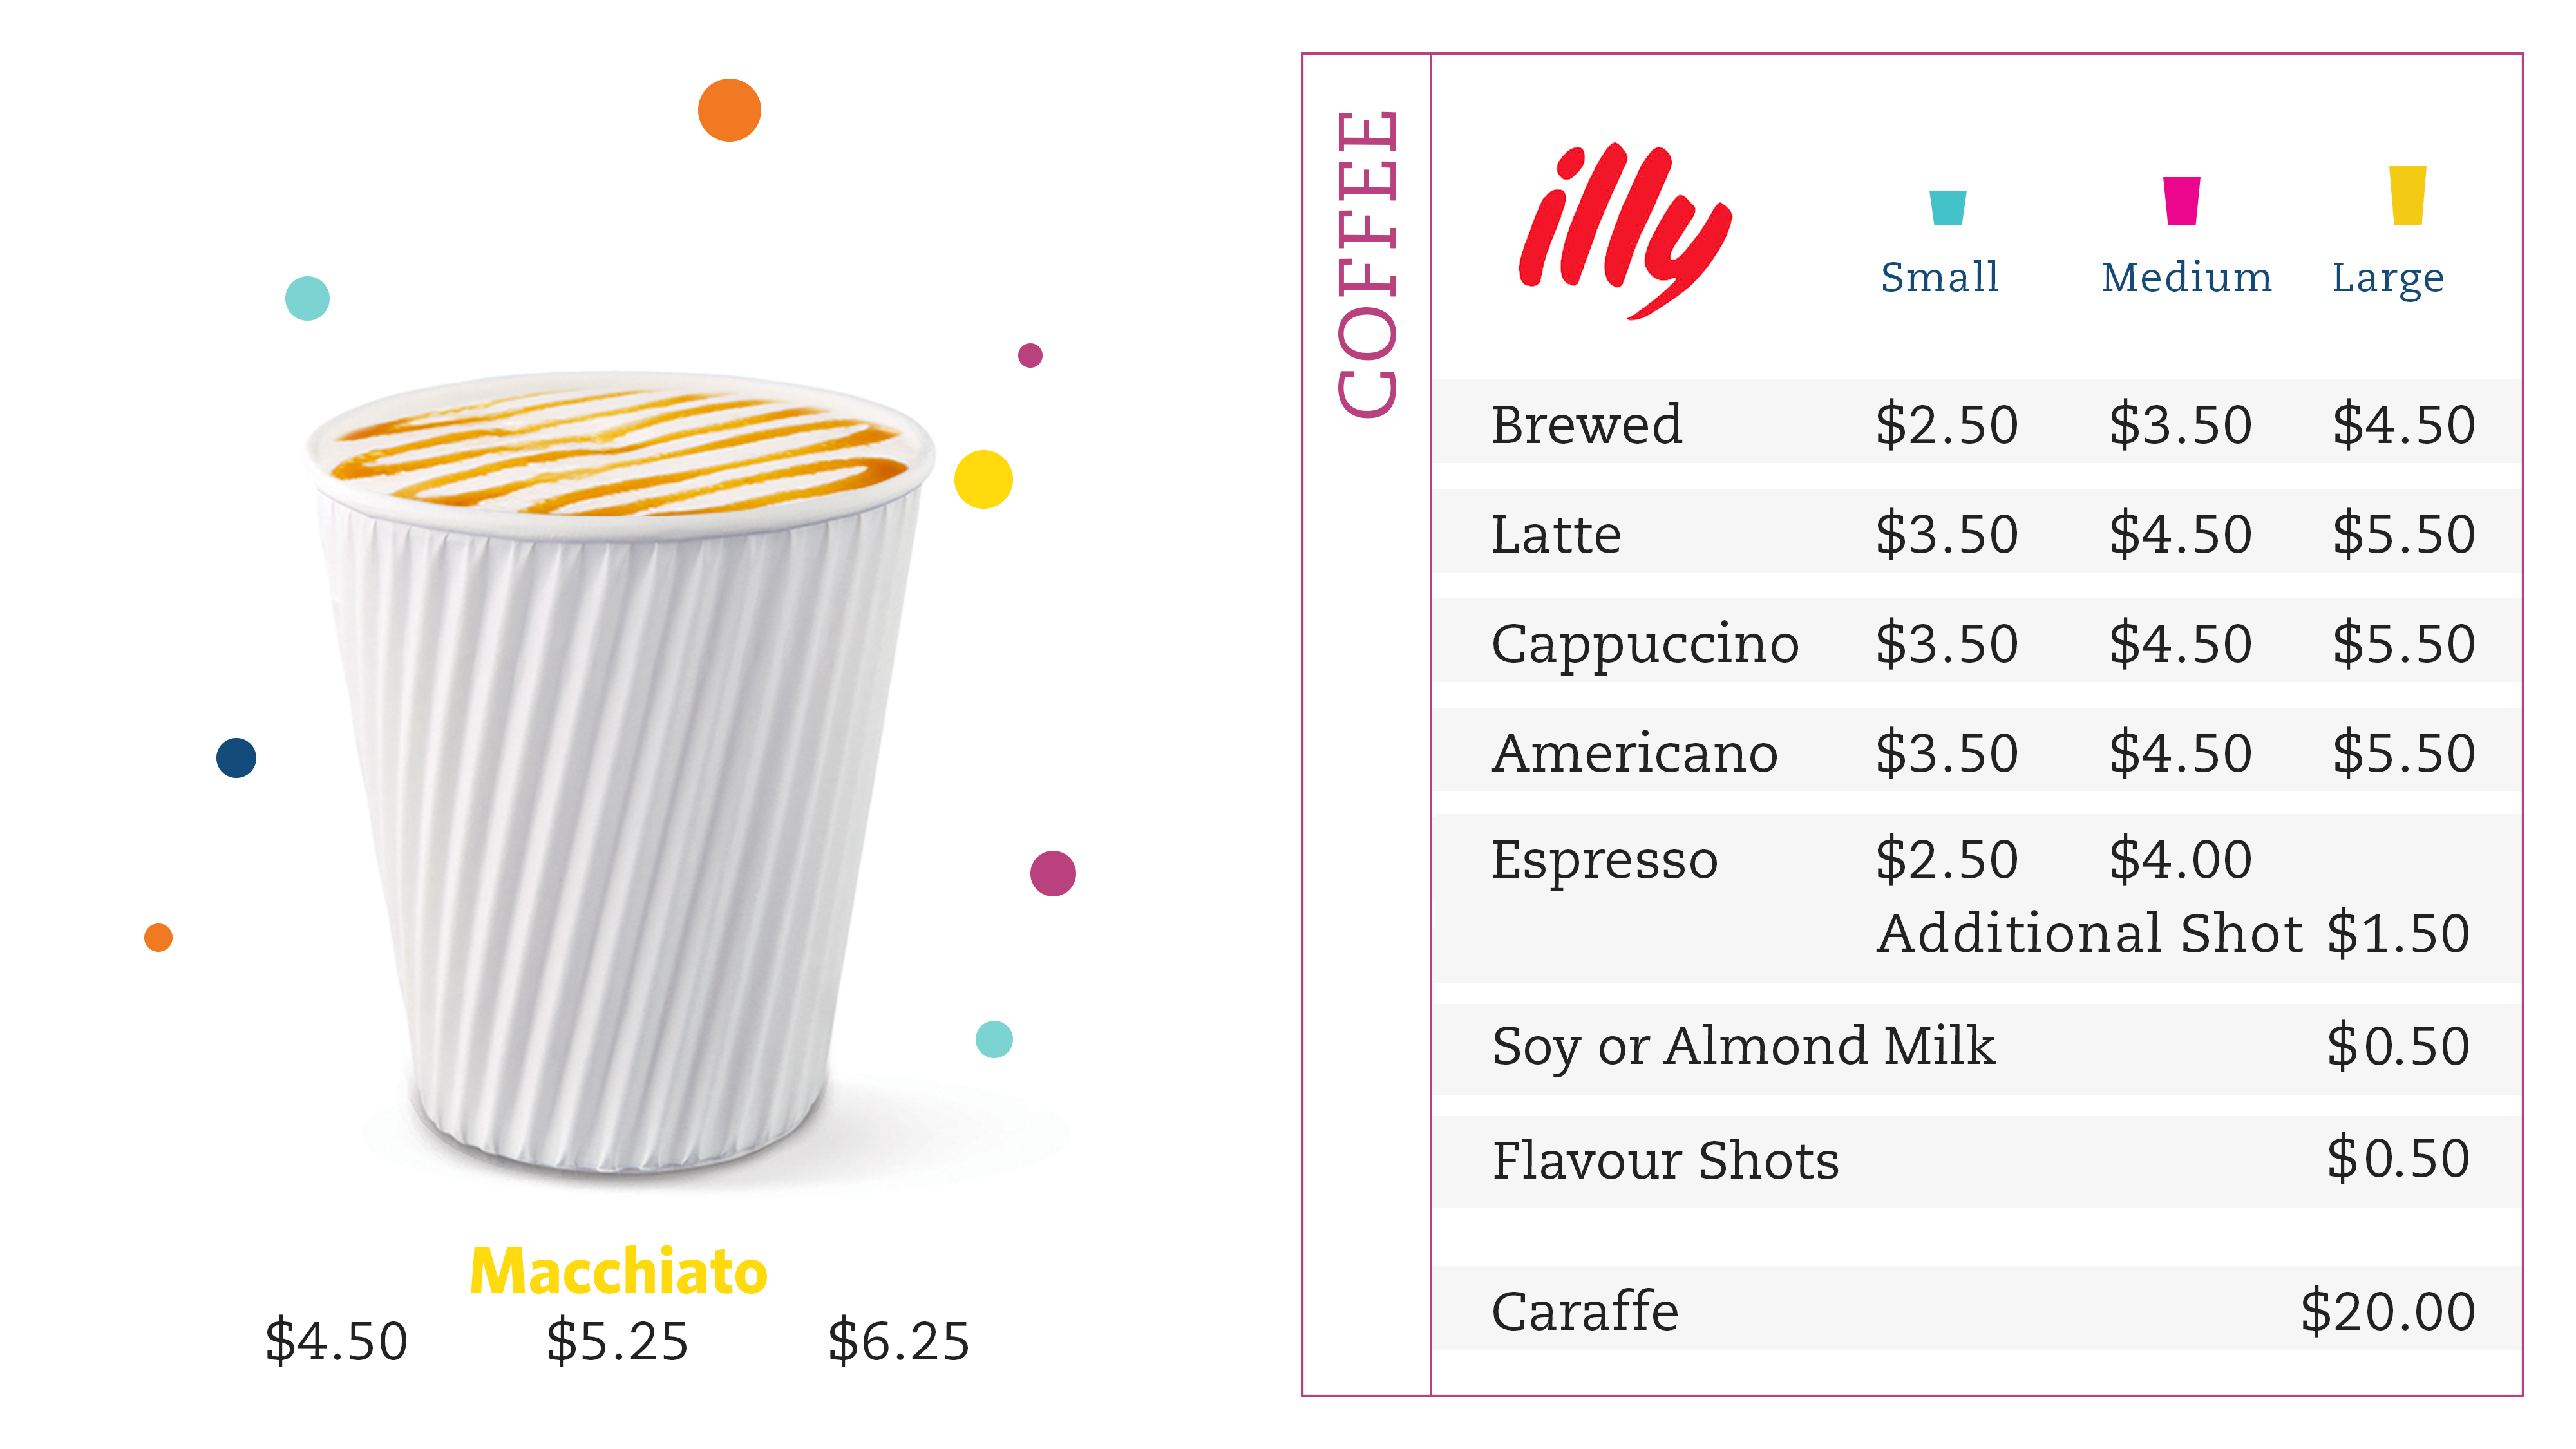 Macchiato
$4.50 $5.25 $6.25
COFFEE
illy
Small Medium Large
Brewed $2.50 $3.50 $4.50
Latte $3.50 $4.50 $5.50
Cappuccino $3.50 $4.50 $5.50
Americano $3.50 $4.50 $5.50
Espresso $2.50 $4.00
Additional Shot $1.50
Soy or Almond Milk $0.50
Flavour Shots $0.50
Caraffe $20.00